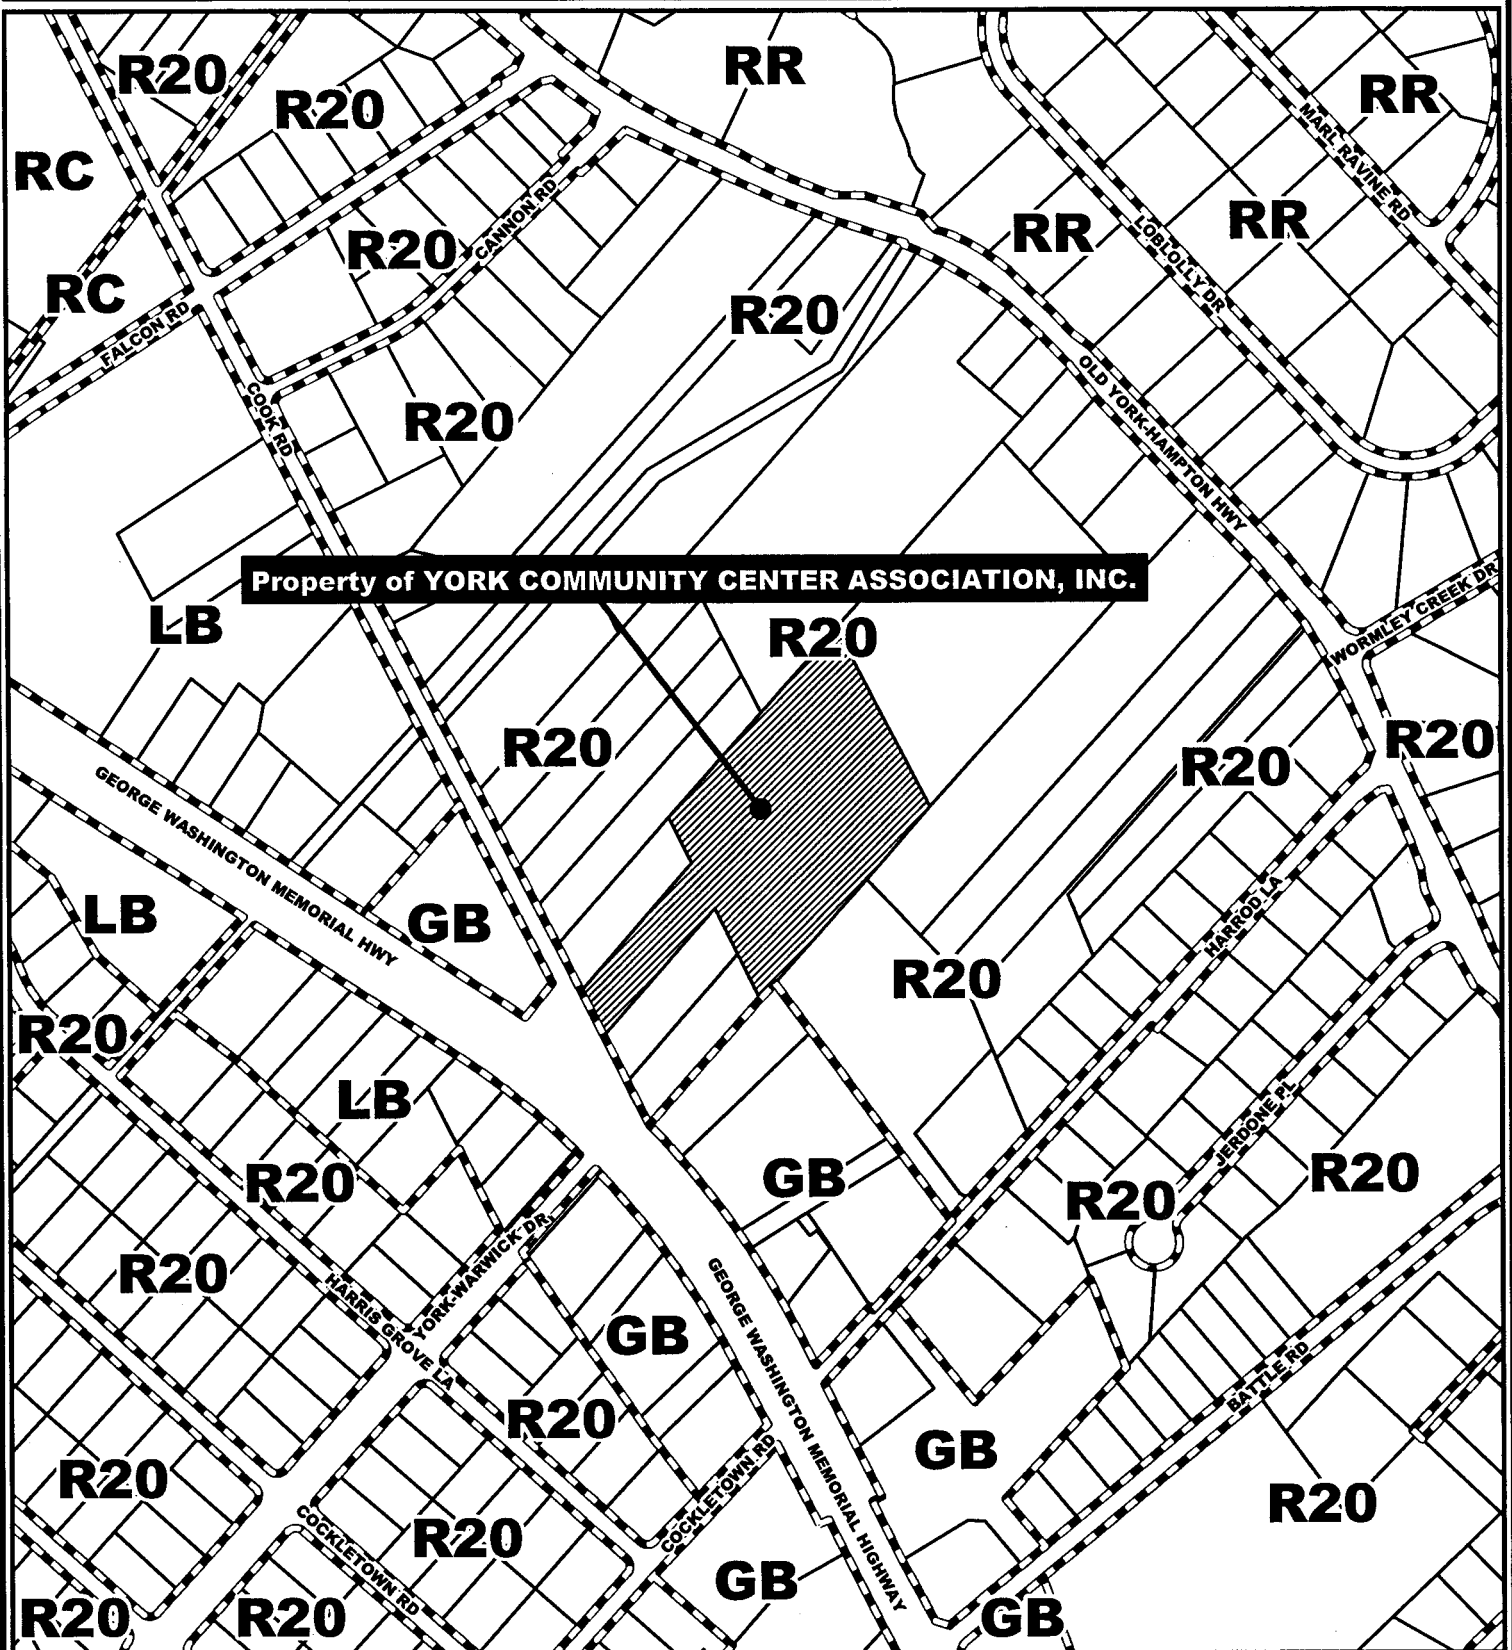 RR
R20
RR
R20
RC
MARL RAVINE RD
RR
CANNON RD
RR
LOBLOLLY DR
R20
RC
R20
FALCON RD
COOK RD
R20
OLD YORK-HAMPTON HWY
Property of YORK COMMUNITY CENTER ASSOCIATION, INC.
WORMLEY CREEK DR
LB
R20
R20
R20
R20
GEORGE WASHINGTON MEMORIAL HWY
LB
GB
HARROD LA
R20
R20
LB
JERDONE PL
R20
GB
R20
R20
YORK-WARWICK DR
R20
HARRIS GROVE LA
GB
GEORGE WASHINGTON MEMORIAL HIGHWAY
BATTLE RD
R20
GB
R20
COCKLETOWN RD
R20
R20
COCKLETOWN RD
GB
R20
R20
GB